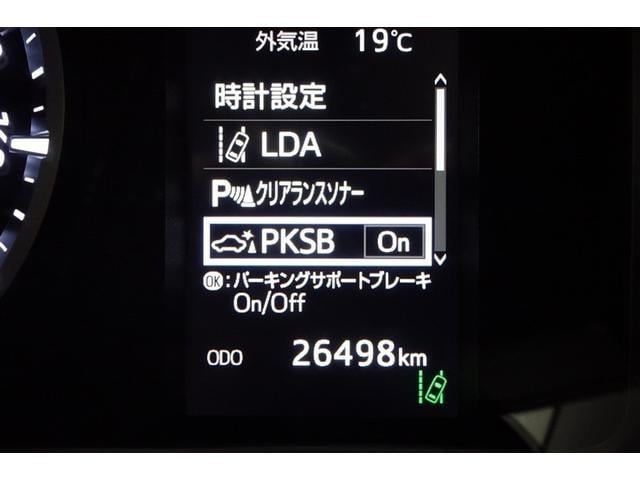 外気温 19℃
時計設定
LDA
P クリアランスソナー
PKSB On
OK:パーキングサポートブレーキ
On/Off
ODO 26498km